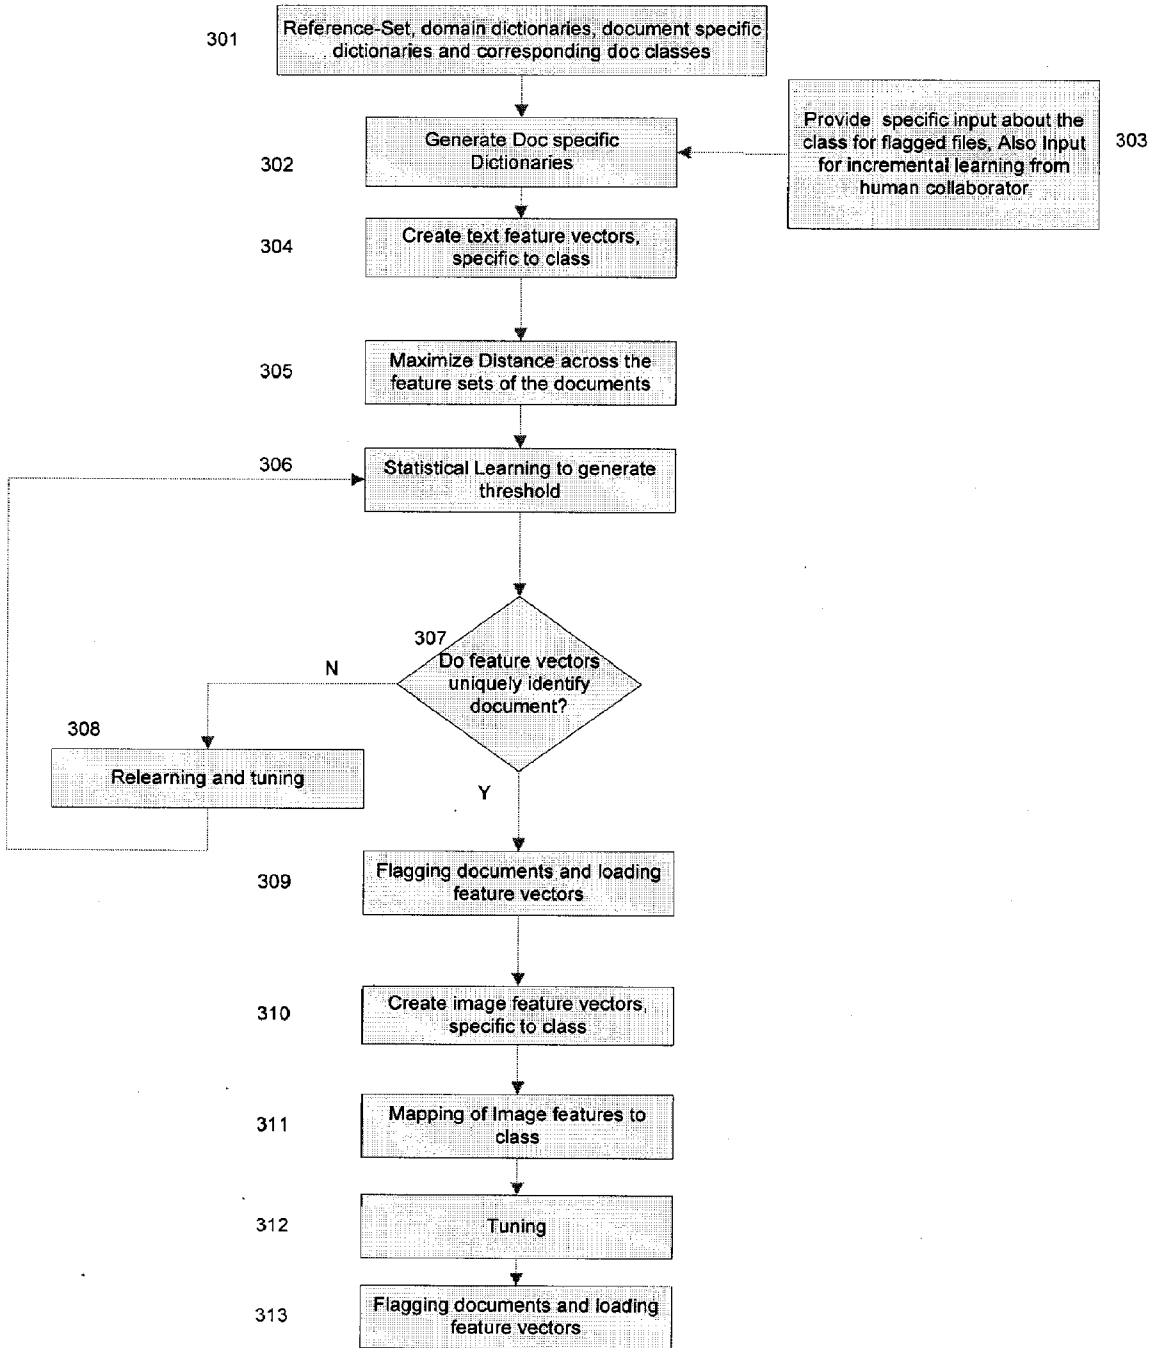 301
Reference-Set, domain dictionaries, document specific
dictionaries and corresponding doc classes
302
Generate Doc specific
Dictionaries
Provide specific input about the
class for flagged files, Also Input
for incremental learning from
human collaborator
303
304
Create text feature vectors,
specific to class
305
Maximize Distance across the
feature sets of the documents
306
Statistical Learning to generate
threshold
307
Do feature vectors
uniquely identify
document?
N
308
Relearning and tuning
Y
309
Flagging documents and loading
feature vectors
310
Create image feature vectors,
specific to class
311
Mapping of Image features to
class
312
Tuning
313
Flagging documents and loading
feature vectors